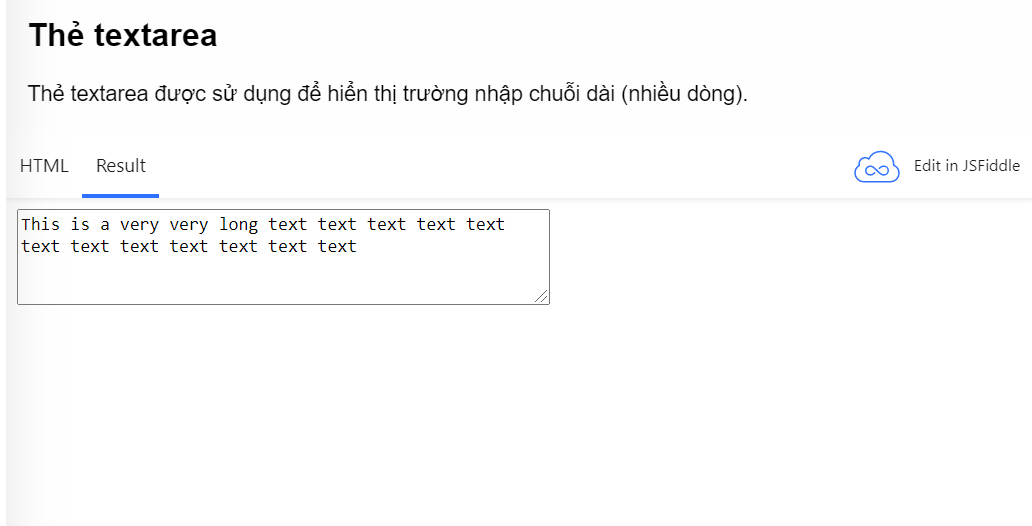 Thẻ textarea
Thẻ textarea được sử dụng để hiển thị trường nhập chuỗi dài (nhiều dòng).
HTML Result Edit in JSFiddle
This is a very very long text text text text text
text text text text text text text